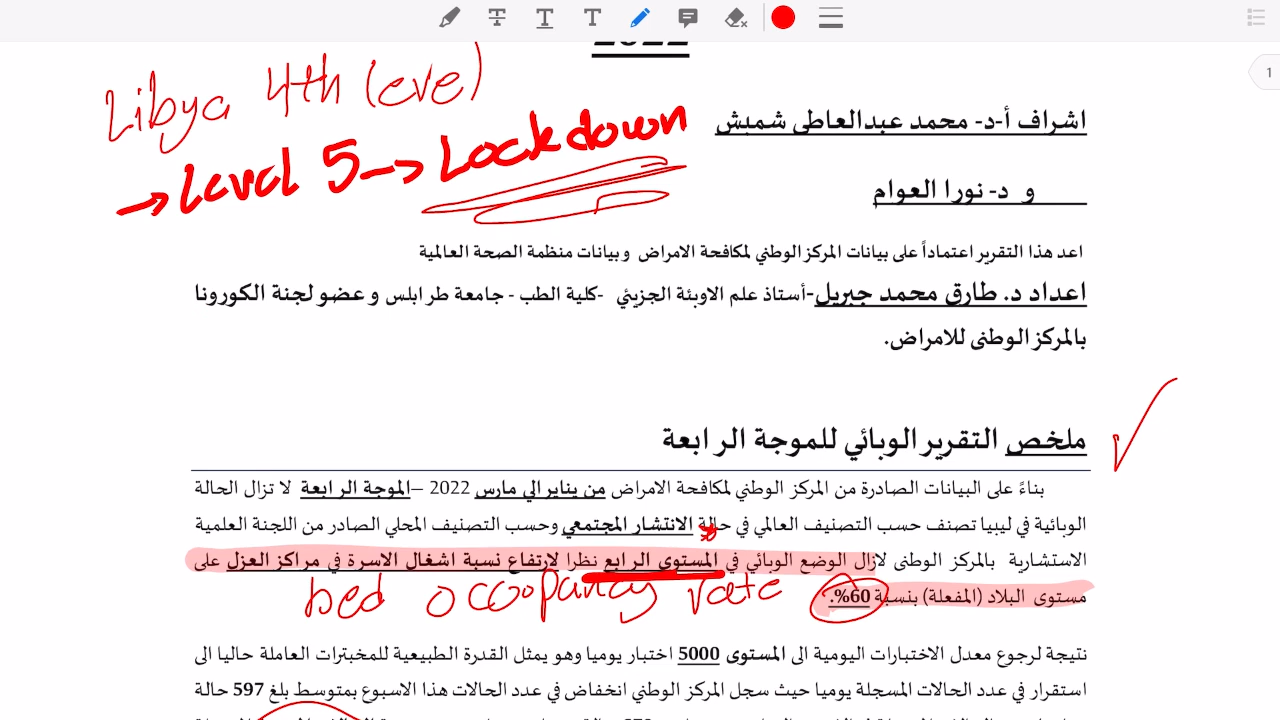 2022
Libya 4th level
→ Level 5 --> Lockdown
اشراف أ-د- محمد عبدالعاطى شمبش
و د- نورا العوام
اعد هذا التقرير اعتماداً على بيانات المركز الوطني لمكافحة الامراض وبيانات منظمة الصحة العالمية
اعداد د. طارق محمد جبريل-أستاذ علم الاوبئة الجزيئي -كلية الطب - جامعة طرابلس وعضو لجنة الكورونا
بالمركز الوطنى للامراض.
ملخص التقرير الوبائي للموجة الرابعة
بناءً على البيانات الصادرة من المركز الوطني لمكافحة الامراض من يناير الي مارس 2022 –الموجة الرابعة لا تزال الحالة
الوبائية في ليبيا تصنف حسب التصنيف العالمي في حالة الانتشار المجتمعي وحسب التصنيف المحلي الصادر من اللجنة العلمية
الاستشارية بالمركز الوطنى لازال الوضع الوبائي في المستوى الرابع نظرا لارتفاع نسبة اشغال الاسرة في مراكز العزل على
مستوى البلاد (المفعلة) بنسبة 60%.
bed occoopancy rate
نتيجة لرجوع معدل الاختبارات اليومية الى المستوى 5000 اختبار يوميا وهو يمثل القدرة الطبيعية للمختبرات العاملة حاليا الى
استقرار في عدد الحالات المسجلة يوميا حيث سجل المركز الوطني انخفاض في عدد الحالات هذا الاسبوع بمتوسط بلغ 597 حالة
1